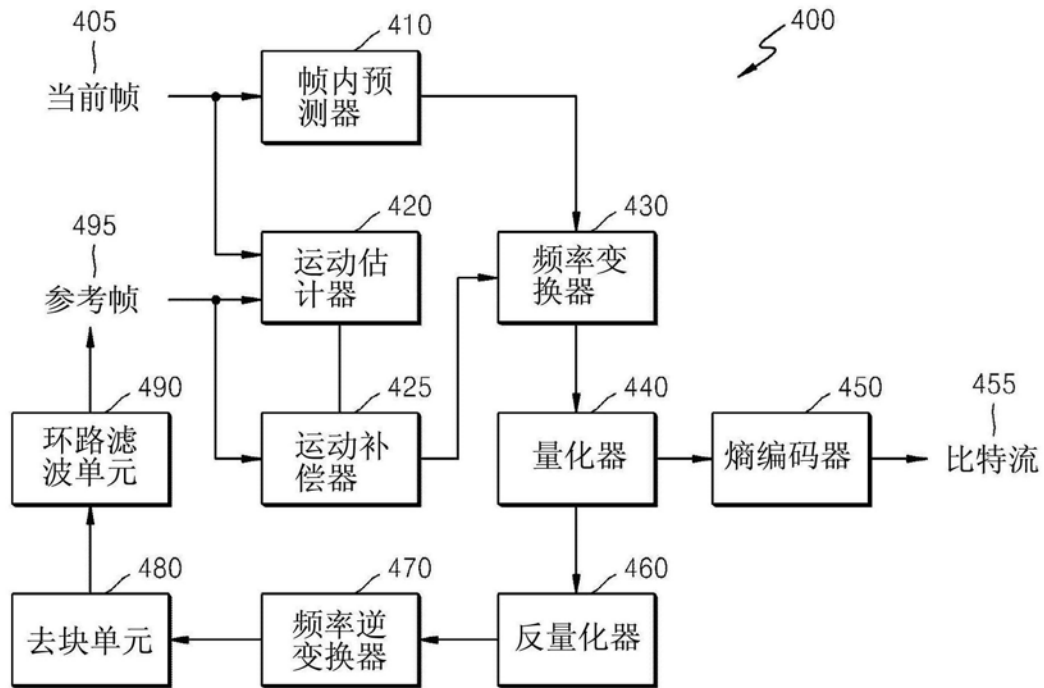 405
当前帧
410
帧内预
测器
400
495
参考帧
420
运动估
计器
430
频率变
换器
490
环路滤
波单元
425
运动补
偿器
440
量化器
450
熵编码器
455
比特流
480
去块单元
470
频率逆
变换器
460
反量化器